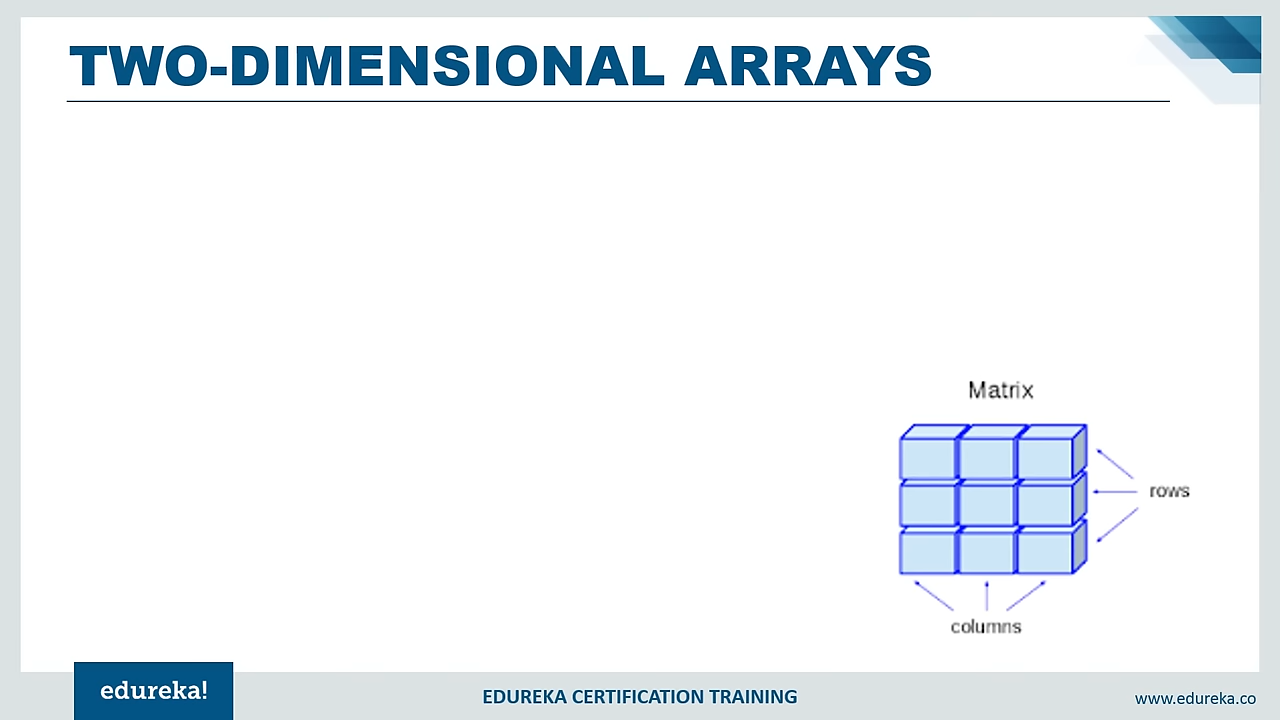 TWO-DIMENSIONAL ARRAYS
Matrix
rows
columns
edureka!
EDUREKA CERTIFICATION TRAINING
www.edureka.co